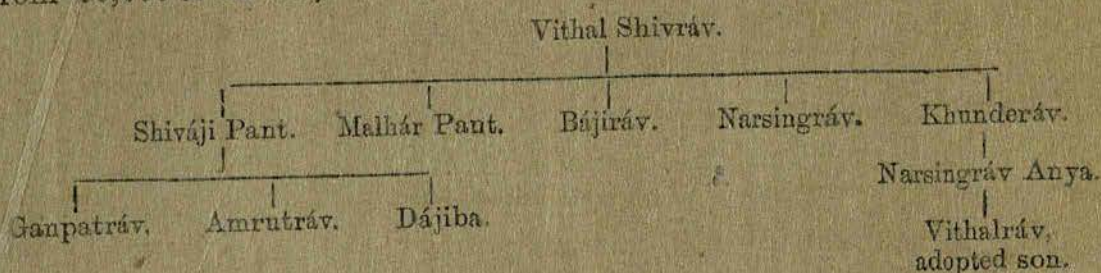 Vithal Shivráv.
Shiváji Pant. Malhár Pant. Bájiráv. Narsingráv. Khunderáv.
Narsingráv Anya.
Ganpatráv. Amrutráv. Dájiba.
Vithalráv,
adopted son.